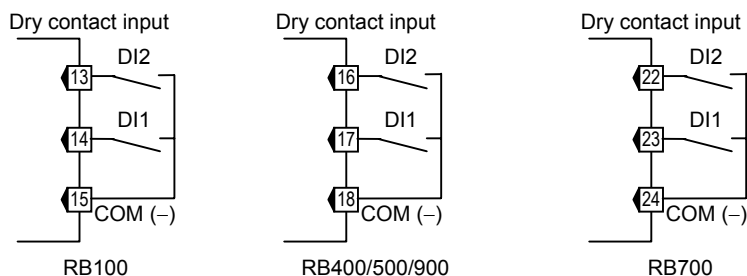 Dry contact input
DI2
13
DI1
14
15
COM (−)
RB100
Dry contact input
DI2
16
DI1
17
18
COM (−)
RB400/500/900
Dry contact input
DI2
22
DI1
23
24
COM (−)
RB700